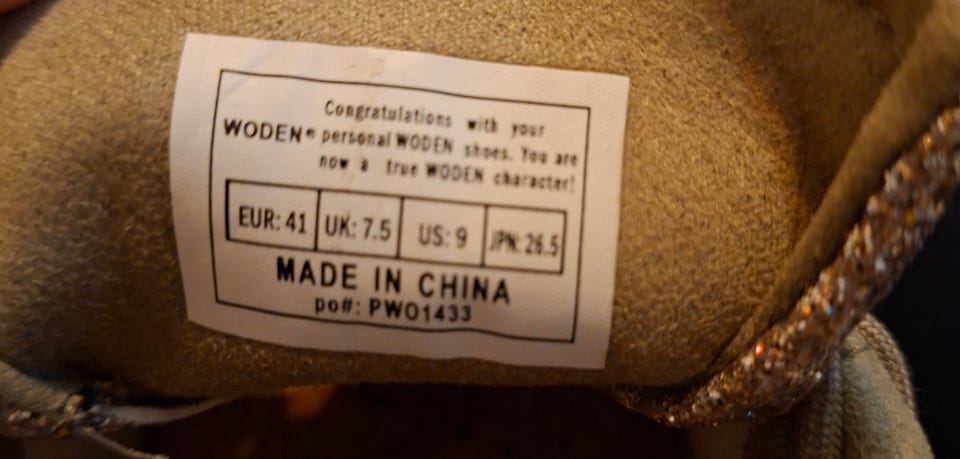 Congratulations with your
WODEN® personal WODEN shoes. You are
now a true WODEN character!
EUR: 41 UK: 7.5 US: 9 JPN: 26.5
MADE IN CHINA
po#: PWO1433